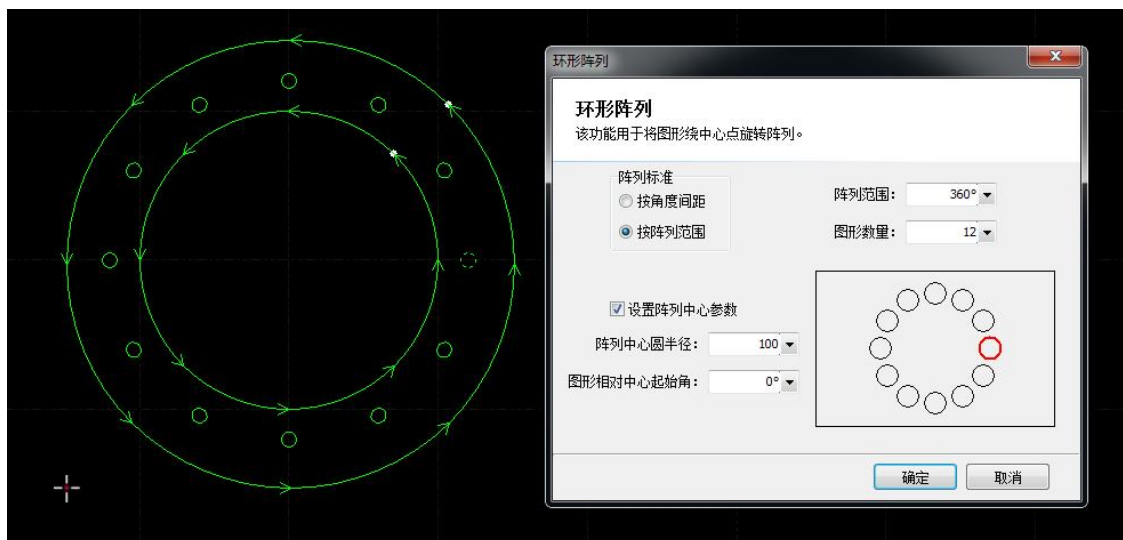 环形阵列
环形阵列
该功能用于将图形绕中心点旋转阵列。
阵列标准
按角度间距
按阵列范围
阵列范围： 360°
图形数量： 12
设置阵列中心参数
阵列中心圆半径： 100
图形相对中心起始角： 0°
确定 取消